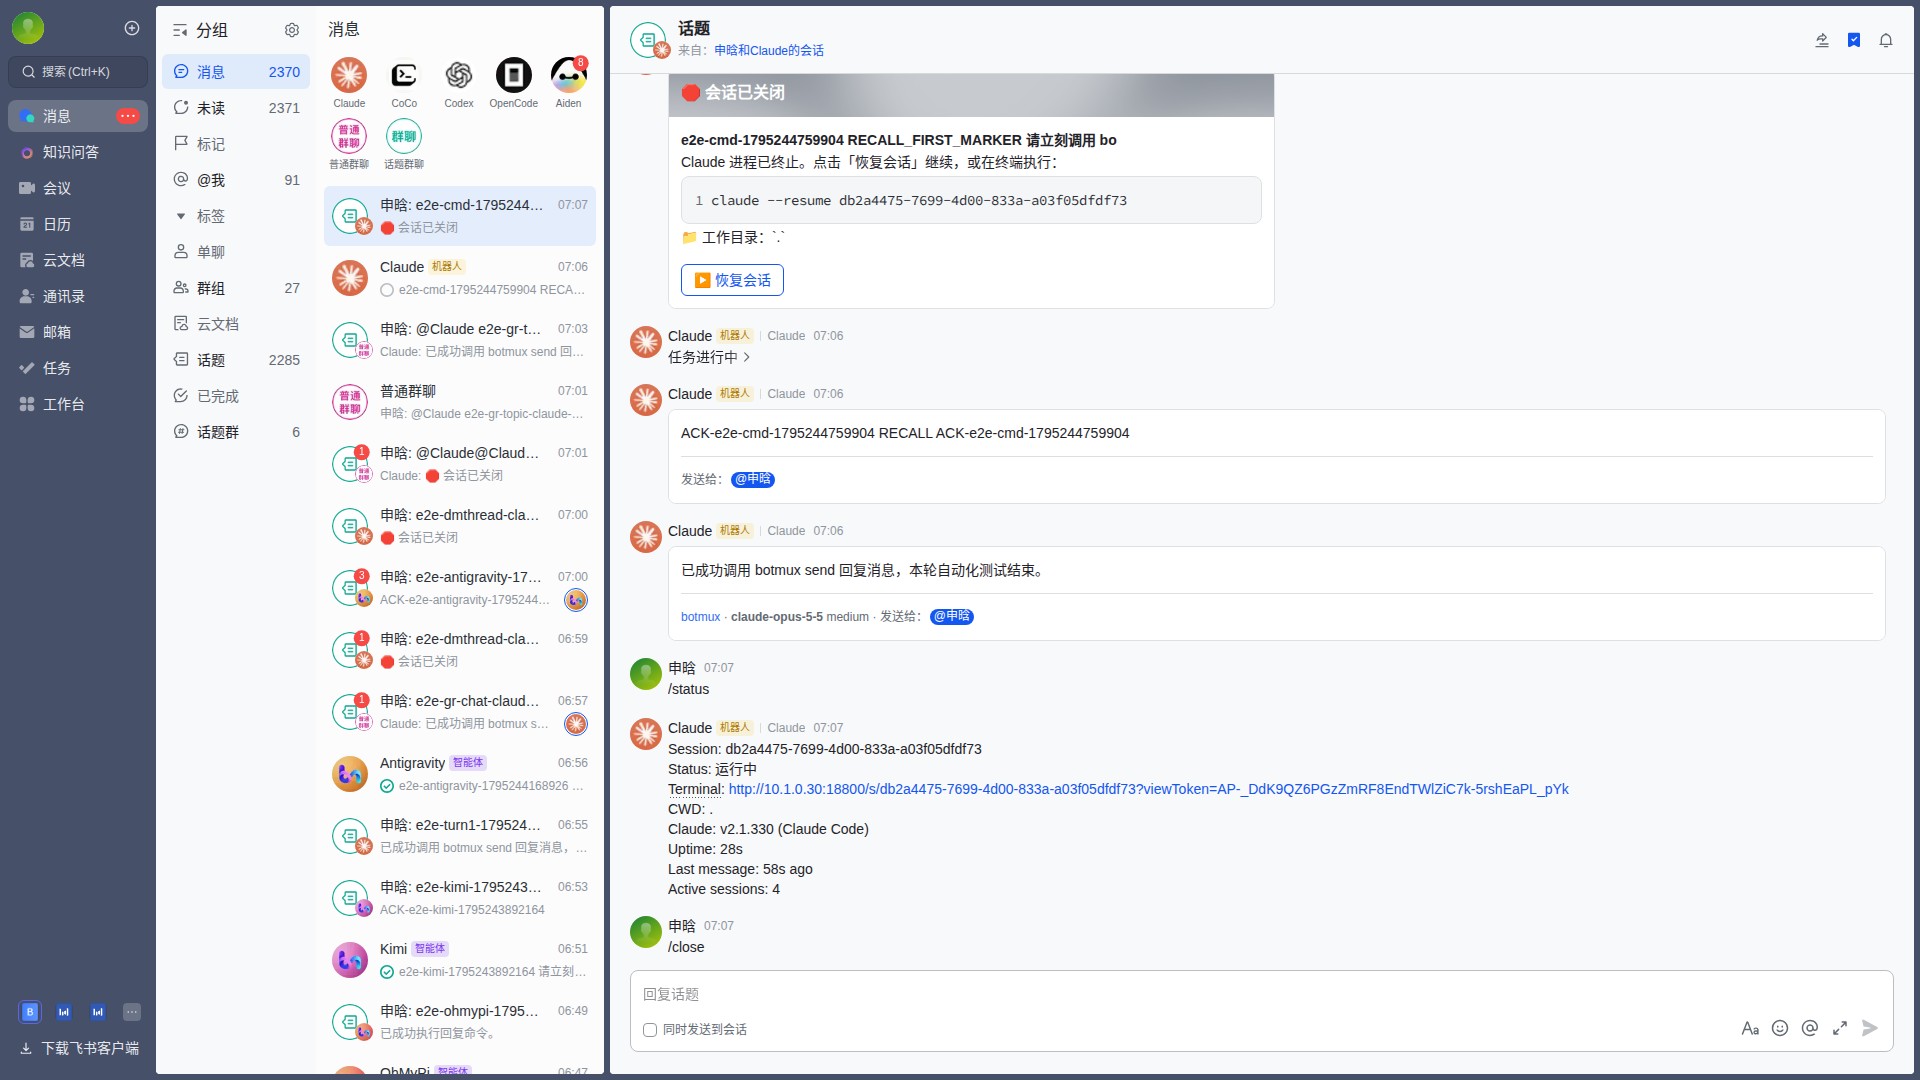 搜索 (Ctrl+K)
消息
知识问答
会议
日历
云文档
通讯录
邮箱
任务
工作台
下载飞书客户端
分组
消息 2370
未读 2371
标记
@我 91
标签
单聊
群组 27
云文档
话题 2285
已完成
话题群 6
消息
8
Claude CoCo Codex OpenCode Aiden
普通群聊 群聊
普通群聊 话题群聊
申晗: e2e-cmd-1795244... 07:07
会话已关闭
Claude 机器人 07:06
e2e-cmd-1795244759904 RECA...
申晗: @Claude e2e-gr-t... 07:03
Claude: 已成功调用 botmux send 回...
普通群聊 07:01
申晗: @Claude e2e-gr-topic-claude-...
1
申晗: @Claude@Claud... 07:01
Claude: 会话已关闭
申晗: e2e-dmthread-cla... 07:00
会话已关闭
3
申晗: e2e-antigravity-17... 07:00
ACK-e2e-antigravity-1795244...
1
申晗: e2e-dmthread-cla... 06:59
会话已关闭
1
申晗: e2e-gr-chat-claud... 06:57
Claude: 已成功调用 botmux s...
Antigravity 智能体 06:56
e2e-antigravity-1795244168926 ...
申晗: e2e-turn1-179524... 06:55
已成功调用 botmux send 回复消息，...
申晗: e2e-kimi-1795243... 06:53
ACK-e2e-kimi-1795243892164
Kimi 智能体 06:51
e2e-kimi-1795243892164 请立刻...
申晗: e2e-ohmypi-1795... 06:49
已成功执行回复命令。
OhMyPi 智能体 06:47
话题
来自：申晗和Claude的会话
会话已关闭
e2e-cmd-1795244759904 RECALL_FIRST_MARKER 请立刻调用 bo
Claude 进程已终止。点击「恢复会话」继续，或在终端执行：
1 claude --resume db2a4475-7699-4d00-833a-a03f05dfdf73
工作目录：`.`
恢复会话
Claude 机器人 Claude 07:06
任务进行中
Claude 机器人 Claude 07:06
ACK-e2e-cmd-1795244759904 RECALL ACK-e2e-cmd-1795244759904
发送给：@申晗
Claude 机器人 Claude 07:06
已成功调用 botmux send 回复消息，本轮自动化测试结束。
botmux · claude-opus-5-5 medium · 发送给：@申晗
申晗 07:07
/status
Claude 机器人 Claude 07:07
Session: db2a4475-7699-4d00-833a-a03f05dfdf73
Status: 运行中
Terminal: http://10.1.0.30:18800/s/db2a4475-7699-4d00-833a-a03f05dfdf73?viewToken=AP-_DdK9QZ6PGzZmRF8EndTWlZiC7k-5rshEaPL_pYk
CWD: .
Claude: v2.1.330 (Claude Code)
Uptime: 28s
Last message: 58s ago
Active sessions: 4
申晗 07:07
/close
回复话题
同时发送到会话